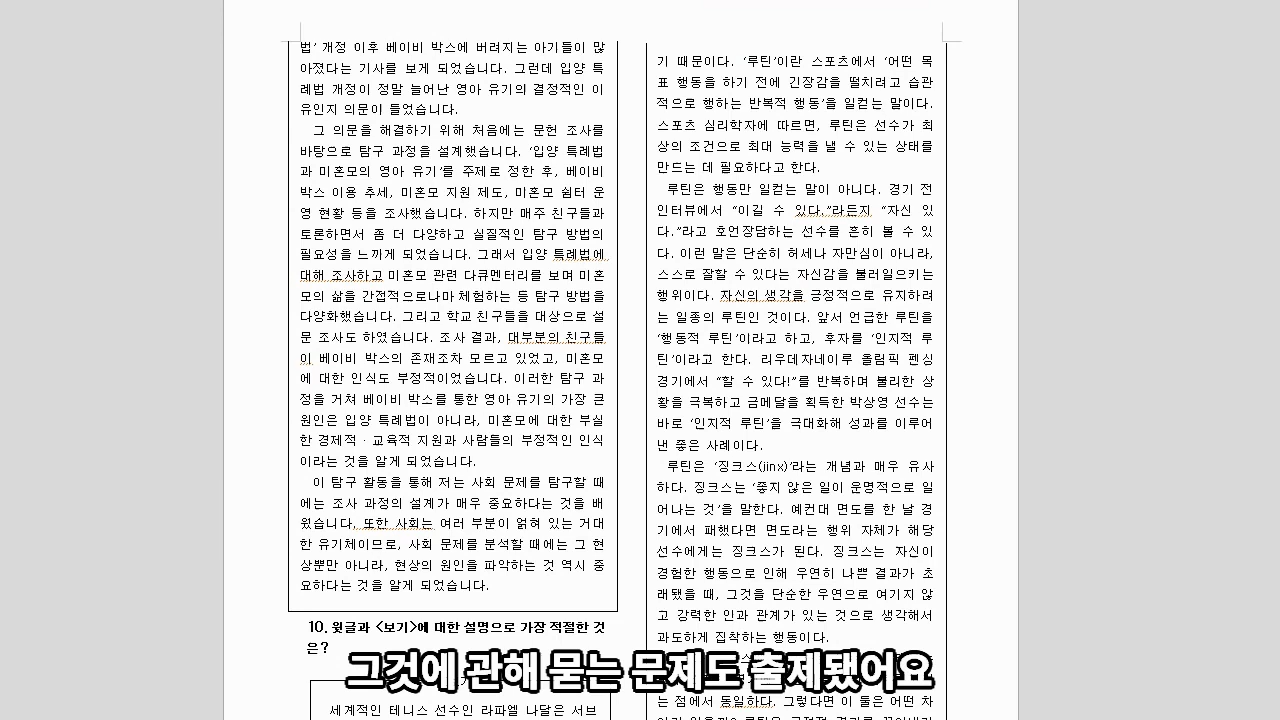 법’ 개정 이후 베이비 박스에 버려지는 아기들이 많
아졌다는 기사를 보게 되었습니다. 그런데 입양 특
례법 개정이 정말 늘어난 영아 유기의 결정적인 이
유인지 의문이 들었습니다.
그 의문을 해결하기 위해 처음에는 문헌 조사를
바탕으로 탐구 과정을 설계했습니다. ‘입양 특례법
과 미혼모의 영아 유기’를 주제로 정한 후, 베이비
박스 이용 추세, 미혼모 지원 제도, 미혼모 쉼터 운
영 현황 등을 조사했습니다. 하지만 매주 친구들과
토론하면서 좀 더 다양하고 실질적인 탐구 방법의
필요성을 느끼게 되었습니다. 그래서 입양 특례법에
대해 조사하고 미혼모 관련 다큐멘터리를 보며 미혼
모의 삶을 간접적으로나마 체험하는 등 탐구 방법을
다양화했습니다. 그리고 학교 친구들을 대상으로 설
문 조사도 하였습니다. 조사 결과, 대부분의 친구들
이 베이비 박스의 존재조차 모르고 있었고, 미혼모
에 대한 인식도 부정적이었습니다. 이러한 탐구 과
정을 거쳐 베이비 박스를 통한 영아 유기의 가장 큰
원인은 입양 특례법이 아니라, 미혼모에 대한 부실
한 경제적ㆍ교육적 지원과 사람들의 부정적인 인식
이라는 것을 알게 되었습니다.
이 탐구 활동을 통해 저는 사회 문제를 탐구할 때
에는 조사 과정의 설계가 매우 중요하다는 것을 배
웠습니다. 또한 사회는 여러 부분이 얽혀 있는 거대
한 유기체이므로, 사회 문제를 분석할 때에는 그 현
상뿐만 아니라, 현상의 원인을 파악하는 것 역시 중
요하다는 것을 알게 되었습니다.
10. 윗글과 <보기>에 대한 설명으로 가장 적절한 것
은?
세계적인 테니스 선수인 라파엘 나달은 서브
기 때문이다. ‘루틴’이란 스포츠에서 ‘어떤 목
표 행동을 하기 전에 긴장감을 떨치려고 습관
적으로 행하는 반복적 행동’을 일컫는 말이다.
스포츠 심리학자에 따르면, 루틴은 선수가 최
상의 조건으로 최대 능력을 낼 수 있는 상태를
만드는 데 필요하다고 한다.
루틴은 행동만 일컫는 말이 아니다. 경기 전
인터뷰에서 “이길 수 있다.”라든지 “자신 있
다.”라고 호언장담하는 선수를 흔히 볼 수 있
다. 이런 말은 단순히 허세나 자만심이 아니라,
스스로 잘할 수 있다는 자신감을 불러일으키는
행위이다. 자신의 생각을 긍정적으로 유지하려
는 일종의 루틴인 것이다. 앞서 언급한 루틴을
‘행동적 루틴’이라고 하고, 후자를 ‘인지적 루
틴’이라고 한다. 리우데자네이루 올림픽 펜싱
경기에서 “할 수 있다!”를 반복하며 불리한 상
황을 극복하고 금메달을 획득한 박상영 선수는
바로 ‘인지적 루틴’을 극대화해 성과를 이루어
낸 좋은 사례이다.
루틴은 ‘징크스(jinx)’라는 개념과 매우 유사
하다. 징크스는 ‘좋지 않은 일이 운명적으로 일
어나는 것’을 말한다. 예컨대 면도를 한 날 경
기에서 패했다면 면도라는 행위 자체가 해당
선수에게는 징크스가 된다. 징크스는 자신이
경험한 행동으로 인해 우연히 나쁜 결과가 초
래됐을 때, 그것을 단순한 우연으로 여기지 않
고 강력한 인과 관계가 있는 것으로 생각해서
과도하게 집착하는 행동이다.
는 점에서 동일하다. 그렇다면 이 둘은 어떤 차
그것에 관해 묻는 문제도 출제됐어요